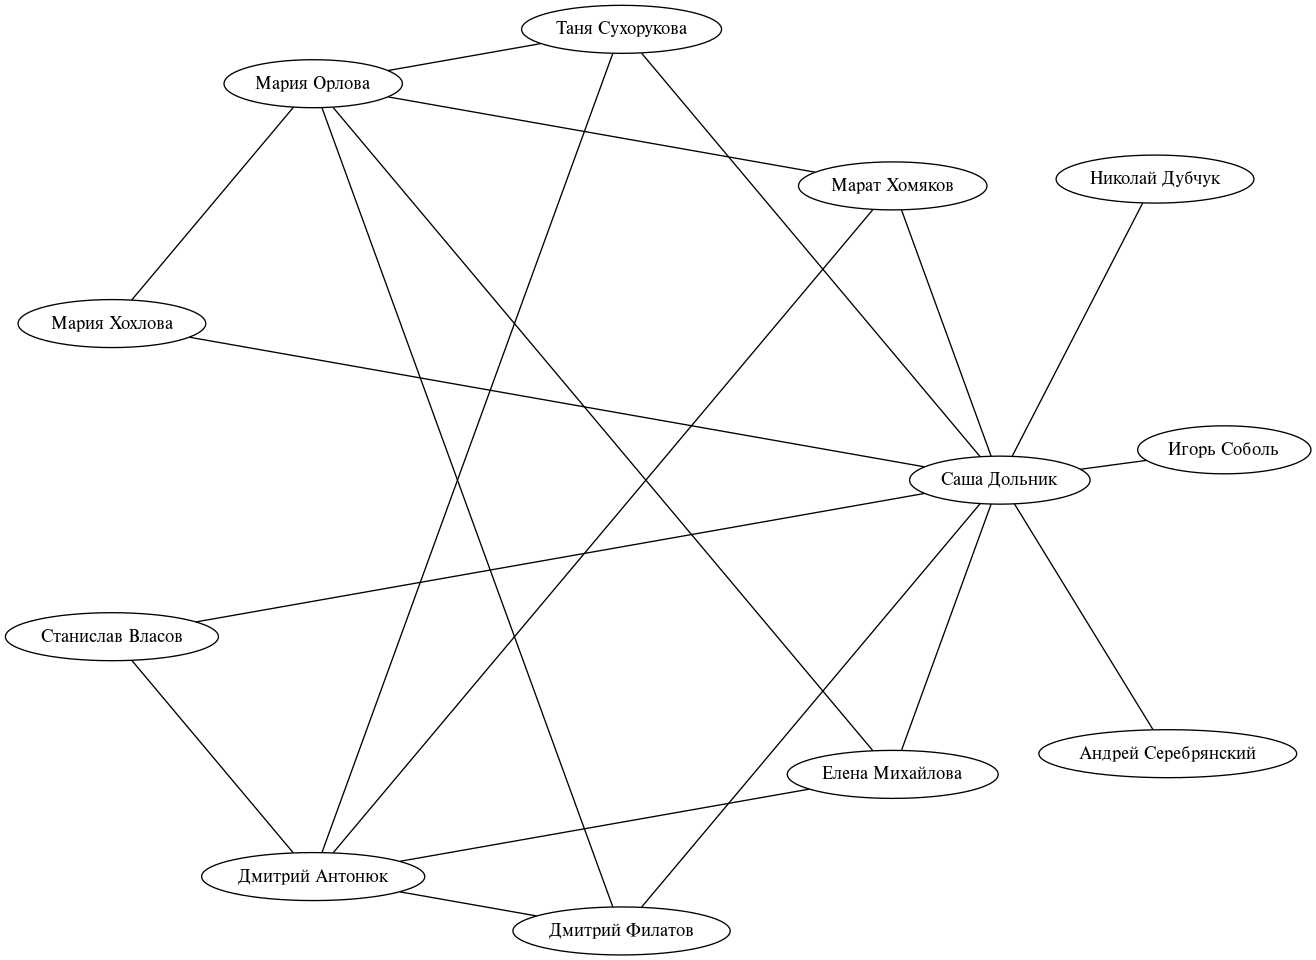 Таня Сухорукова
Мария Орлова
Марат Хомяков
Николай Дубчук
Мария Хохлова
Игорь Соболь
Саша Дольник
Станислав Власов
Андрей Серебрянский
Елена Михайлова
Дмитрий Антонюк
Дмитрий Филатов